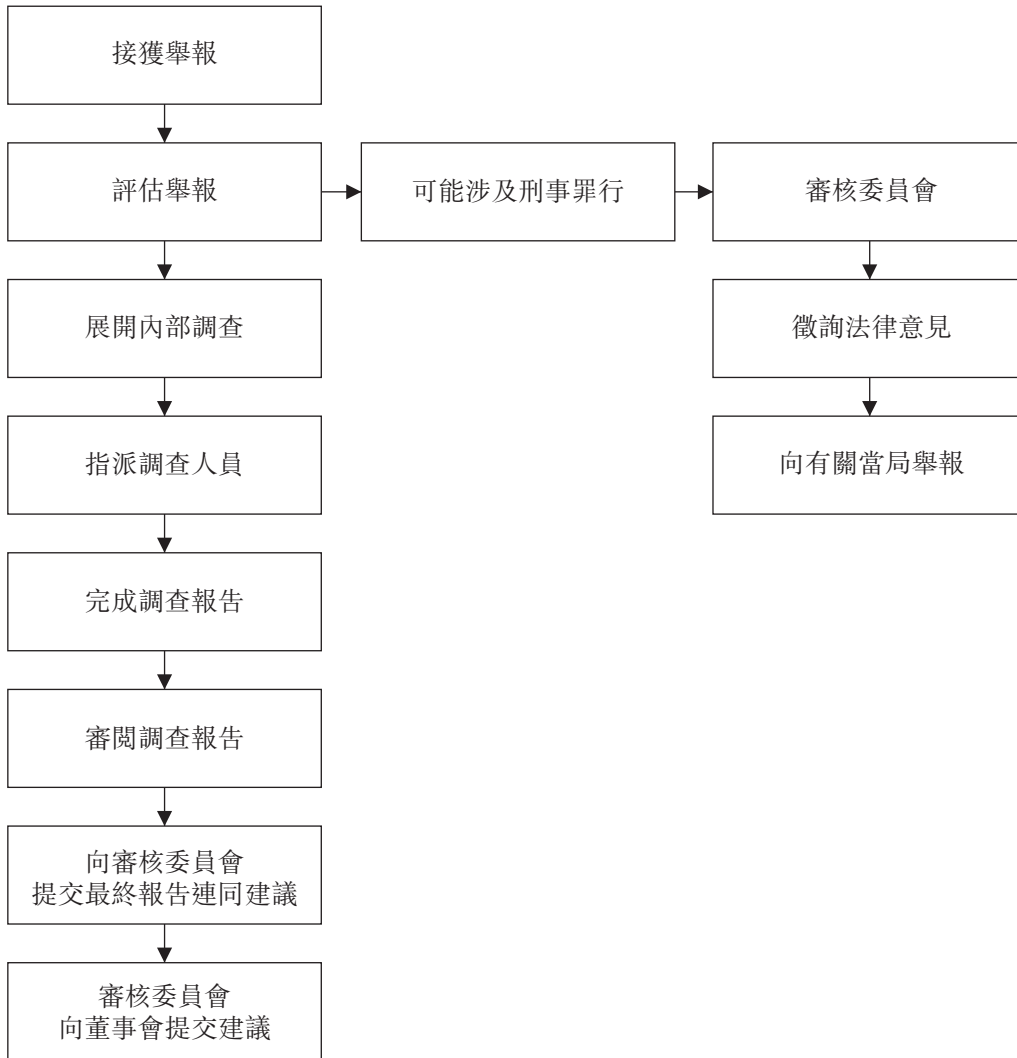 接獲舉報
評估舉報
可能涉及刑事罪行
審核委員會
展開內部調查
徵詢法律意見
指派調查人員
向有關當局舉報
完成調查報告
審閱調查報告
向審核委員會
提交最終報告連同建議
審核委員會
向董事會提交建議